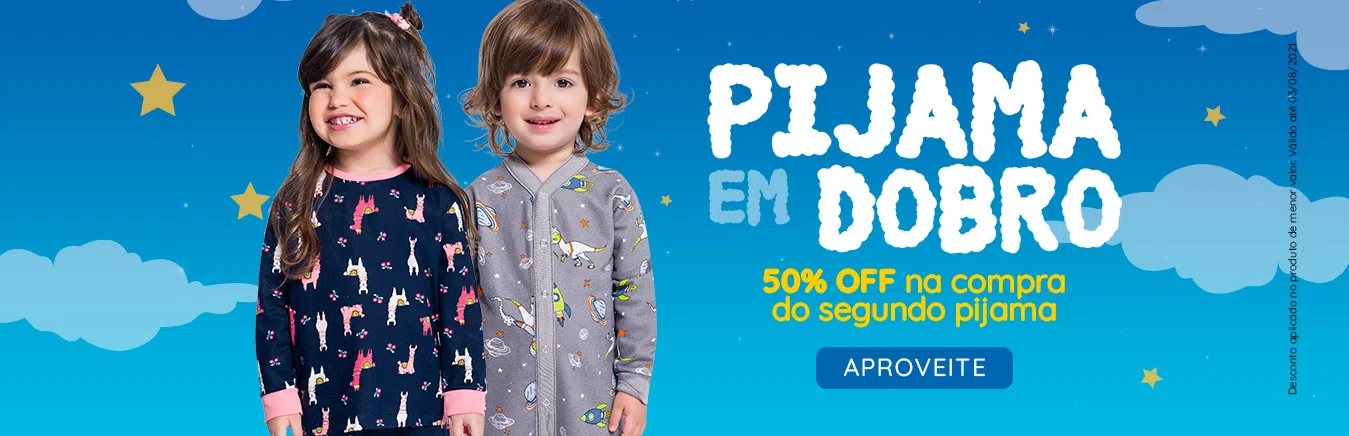 PIJAMA
EM DOBRO
50% OFF na compra
do segundo pijama
APROVEITE
Desconto aplicado no produto de menor valor. Válido até 03/08/2021.